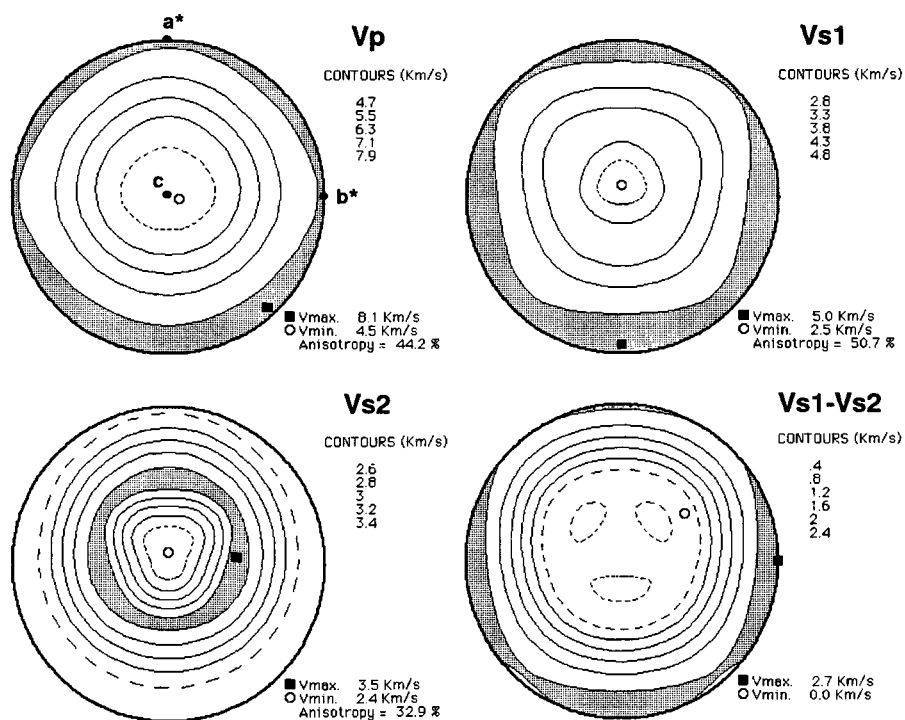 a*
Vp
CONTOURS (Km/s)
4.7
5.5
6.3
7.1
7.9
c
b*
■ Vmax. 8.1 Km/s
○ Vmin. 4.5 Km/s
Anisotropy = 44.2 %
Vs1
CONTOURS (Km/s)
2.8
3.3
3.8
4.3
4.8
■ Vmax. 5.0 Km/s
○ Vmin. 2.5 Km/s
Anisotropy = 50.7 %
Vs2
CONTOURS (Km/s)
2.6
2.8
3
3.2
3.4
■ Vmax. 3.5 Km/s
○ Vmin. 2.4 Km/s
Anisotropy = 32.9 %
Vs1-Vs2
CONTOURS (Km/s)
.4
.8
1.2
1.6
2
2.4
■ Vmax. 2.7 Km/s
○ Vmin. 0.0 Km/s